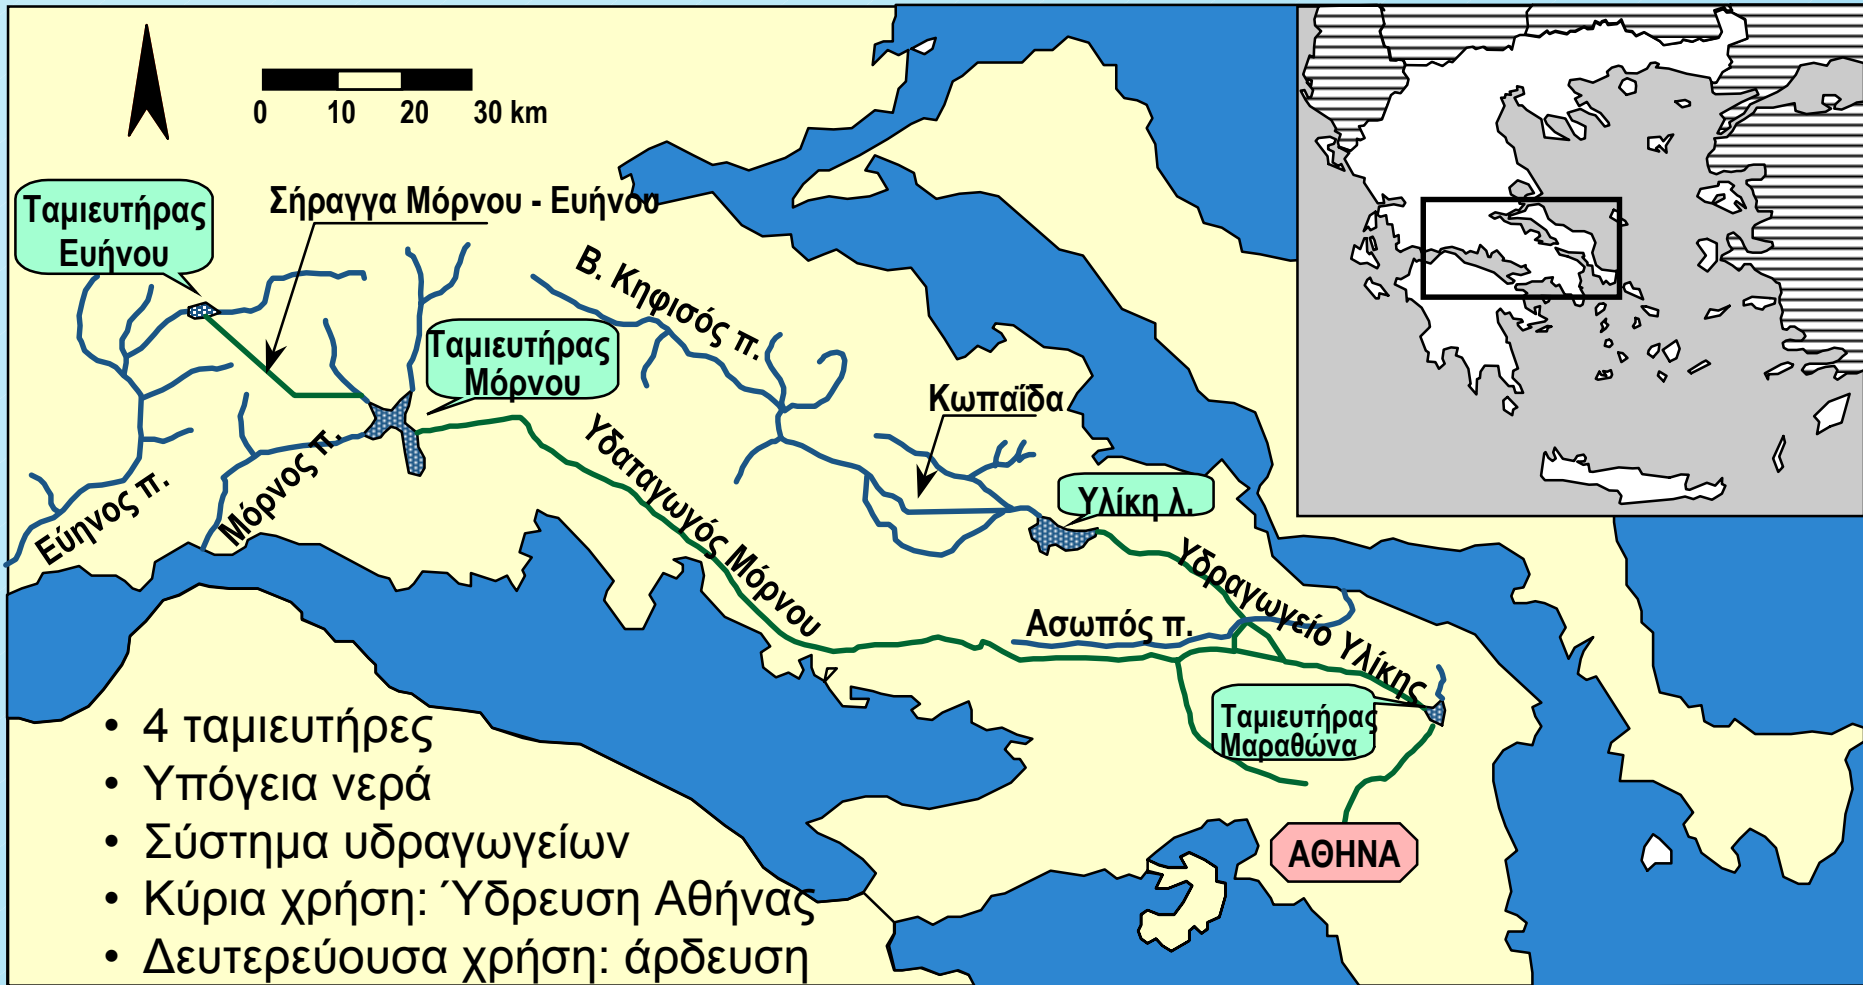 0 10 20 30 km
Ταμιευτήρας
Ευήνου
Σήραγγα Μόρνου - Ευήνου
Β. Κηφισός π.
Ταμιευτήρας
Μόρνου
Κωπαΐδα
Υλίκη λ.
Εύηνος π.
Μόρνος π.
Υδαταγωγός Μόρνου
Υδραγωγείο Υλίκης
Ασωπός π.
Ταμιευτήρας
Μαραθώνα
ΑΘΗΝΑ
• 4 ταμιευτήρες
• Υπόγεια νερά
• Σύστημα υδραγωγείων
• Κύρια χρήση: Ύδρευση Αθήνας
• Δευτερεύουσα χρήση: άρδευση